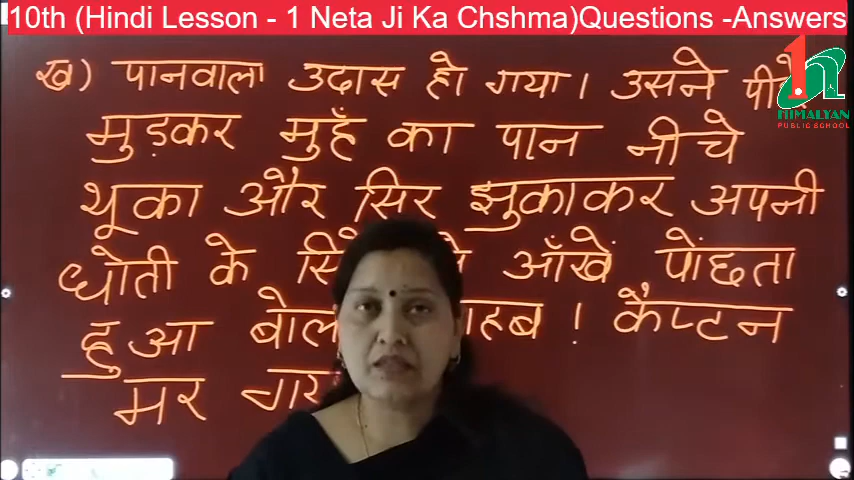 10th (Hindi Lesson - 1 Neta Ji Ka Chshma)Questions -Answers
HIMALYAN
PUBLIC SCHOOL
ख) पानवाला उदास हो गया। उसने
मुड़कर मुहँ का पान नीचे
थूका और सिर झुकाकर अपनी
धोती के आँखें पोंछता
हुआ ! कैप्टन
मर